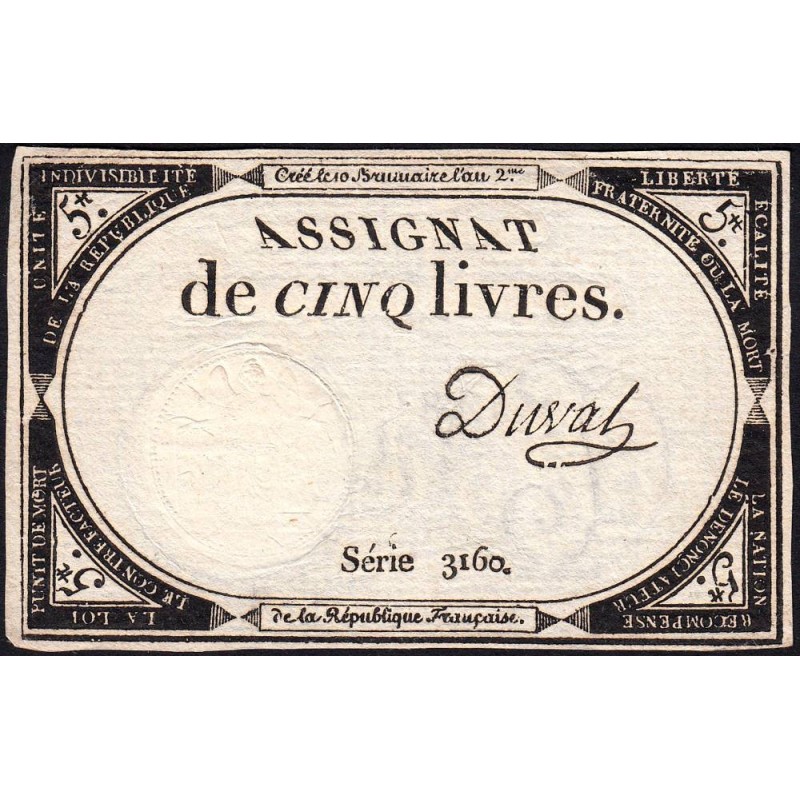 UNITÉ INDIVISIBILITÉ
DE LA RÉPUBLIQUE
5#.
Créé le 10 Brumaire l'an 2.me
LIBERTÉ ÉGALITÉ
FRATERNITÉ OU LA MORT
5#.
ASSIGNAT
de CINQ livres.
Duval
Série 3160.
LA LOI PUNIT DE MORT
LE CONTREFACTEUR
5#.
de la République Française.
LA NATION RECOMPENSE
LE DENONCIATEUR
5#.